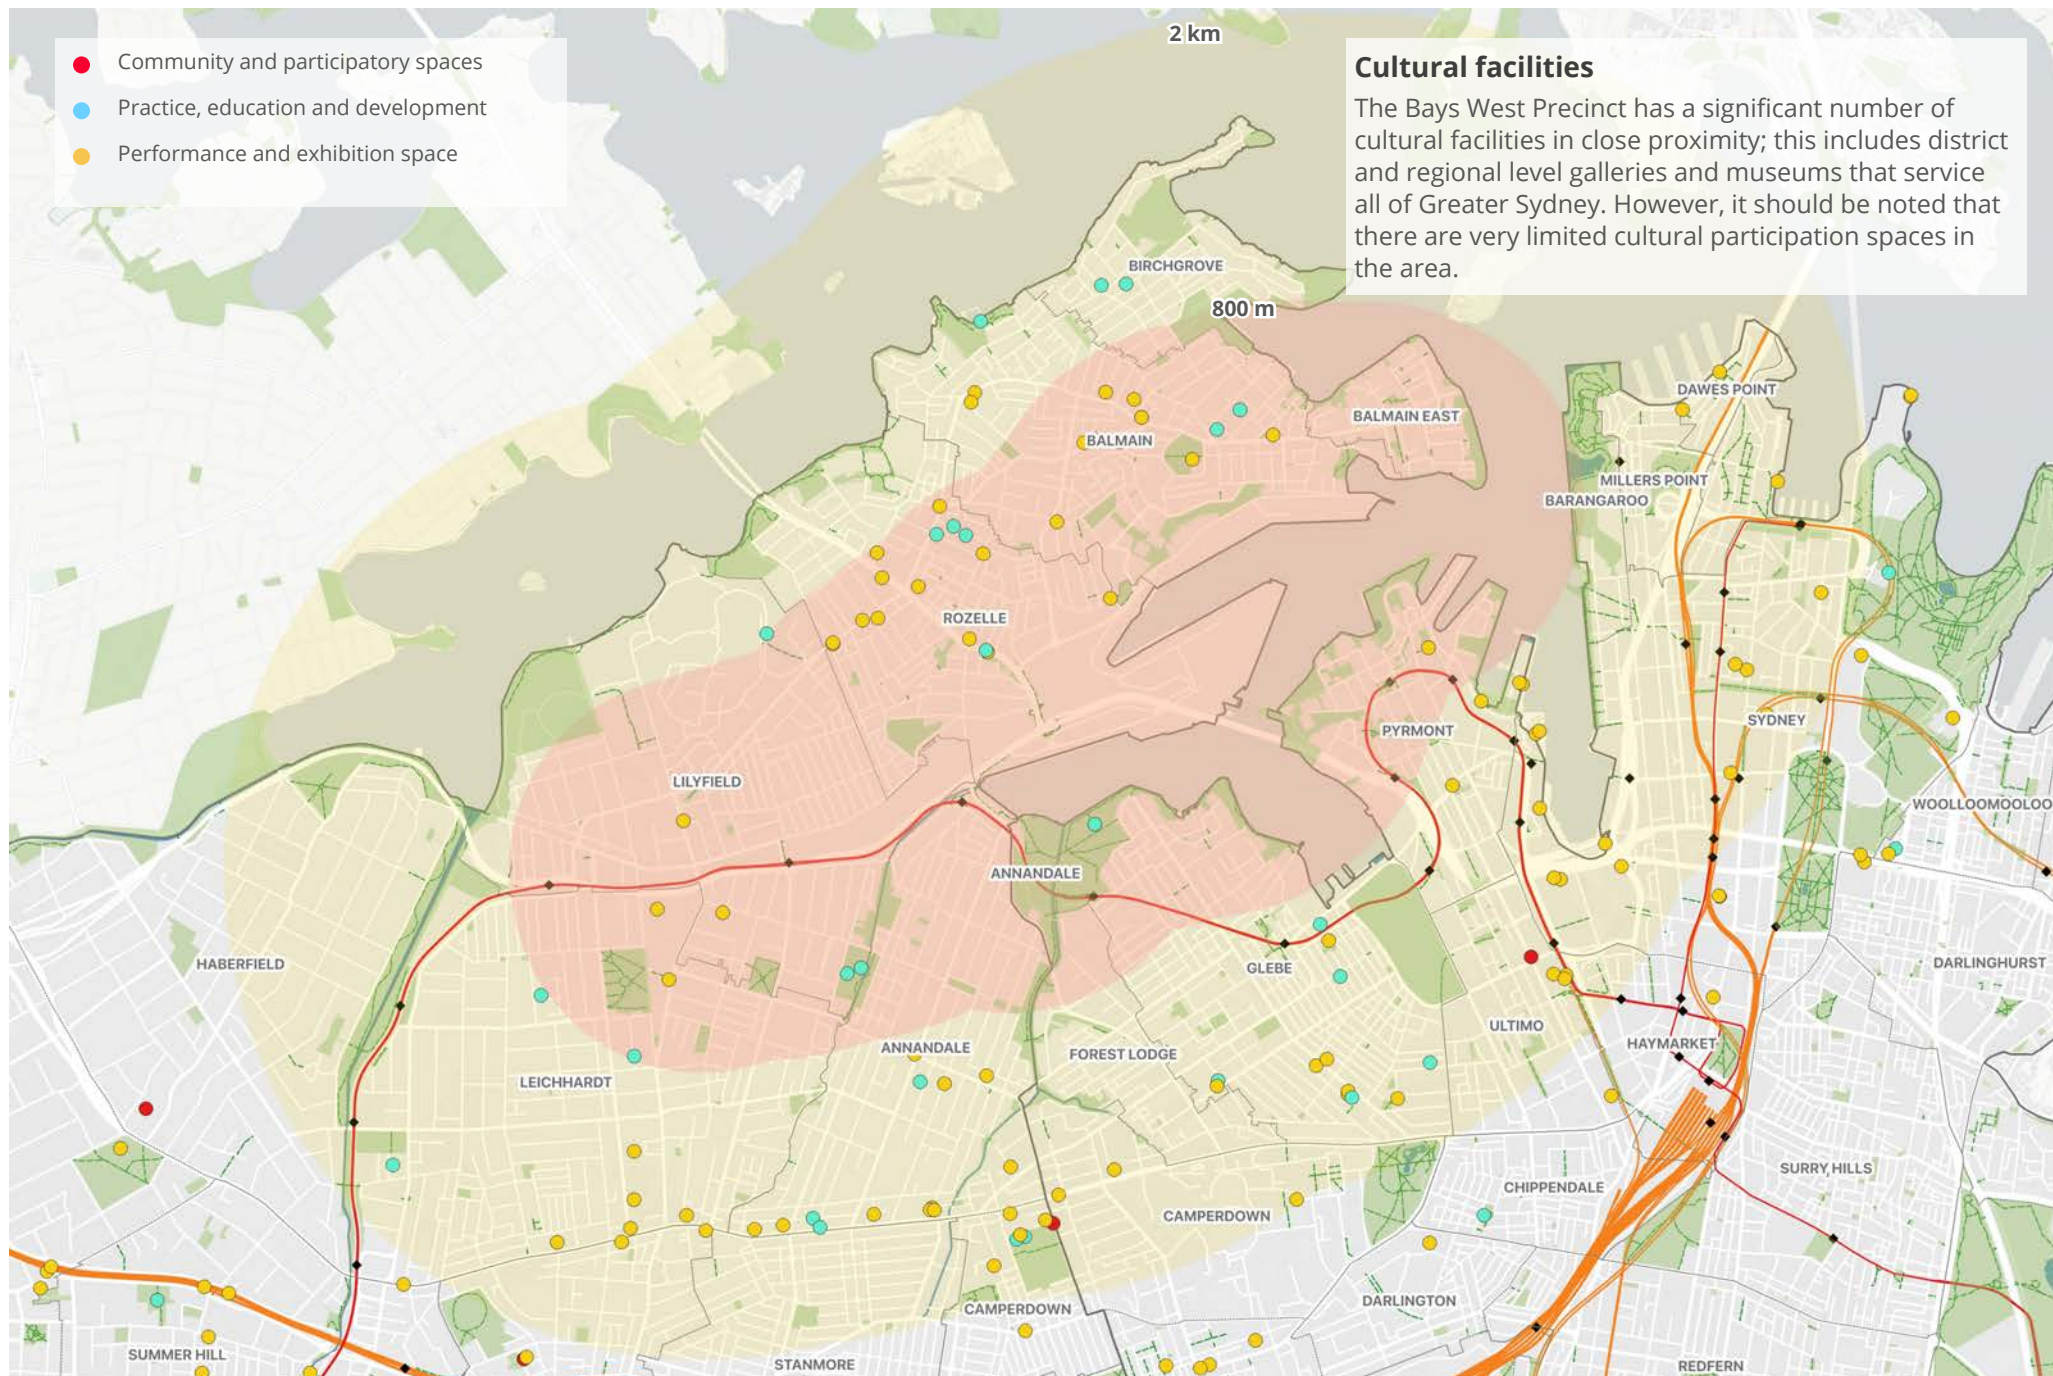 2 km
Community and participatory spaces
Practice, education and development
Performance and exhibition space
Cultural facilities
The Bays West Precinct has a significant number of
cultural facilities in close proximity; this includes district
and regional level galleries and museums that service
all of Greater Sydney. However, it should be noted that
there are very limited cultural participation spaces in
the area.
BIRCHGROVE
800 m
DAWES POINT
BALMAIN EAST
BALMAIN
MILLERS POINT
BARANGAROO
ROZELLE
SYDNEY
PYRMONT
LILYFIELD
WOOLLOOMOOLOO
ANNANDALE
HABERFIELD
GLEBE
DARLINGHURST
ULTIMO
HAYMARKET
ANNANDALE
FOREST LODGE
LEICHHARDT
SURRY HILLS
CHIPPENDALE
CAMPERDOWN
DARLINGTON
CAMPERDOWN
SUMMER HILL
STANMORE
REDFERN